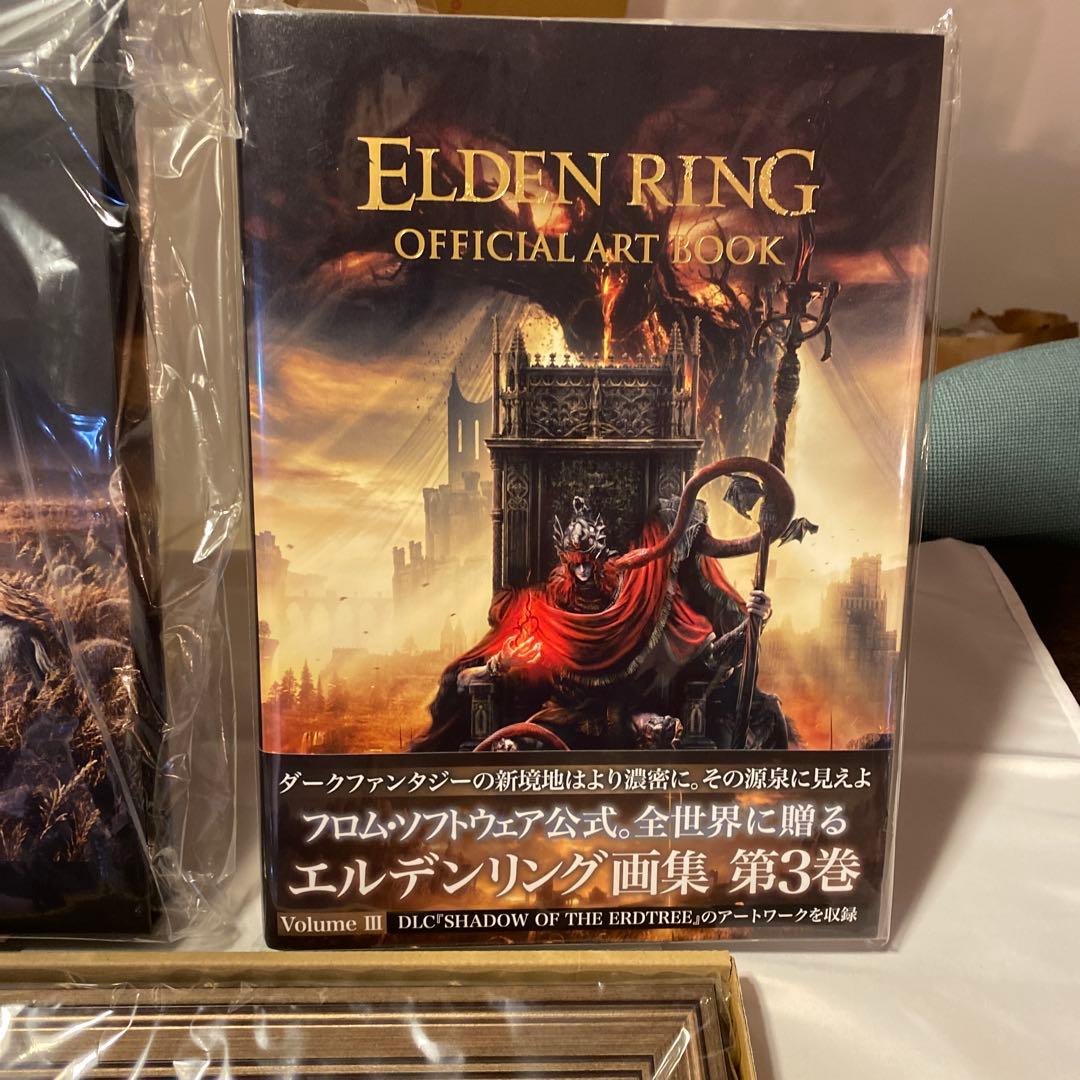 ELDEN RING
OFFICIAL ART BOOK
ダークファンタジーの新境地はより濃密に。その源泉に見えよ
フロム・ソフトウェア公式。全世界に贈る
エルデンリング画集 第3巻
Volume Ⅲ DLC『SHADOW OF THE ERDTREE』のアートワークを収録